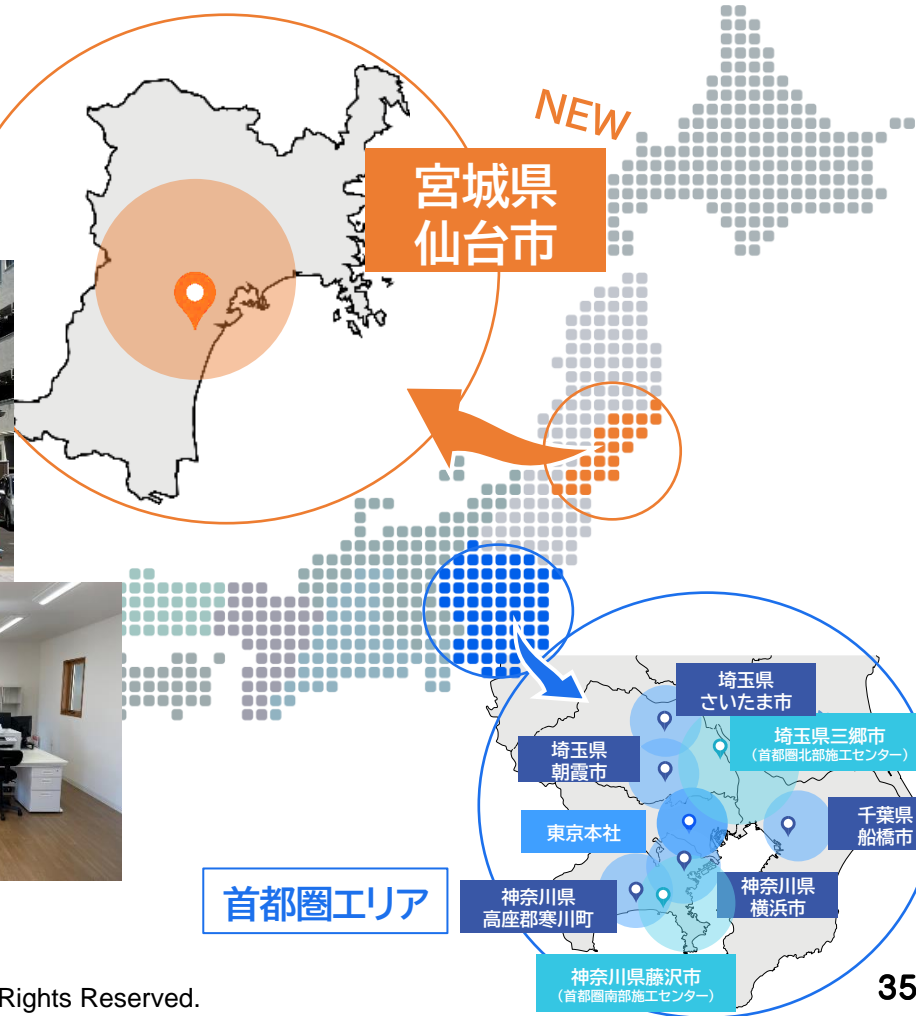 NEW
宮城県
仙台市
埼玉県
さいたま市
埼玉県三郷市
（首都圏北部施工センター）
埼玉県
朝霞市
千葉県
船橋市
東京本社
神奈川県
横浜市
神奈川県
高座郡寒川町
首都圏エリア
神奈川県藤沢市
（首都圏南部施工センター）
Rights Reserved.
35